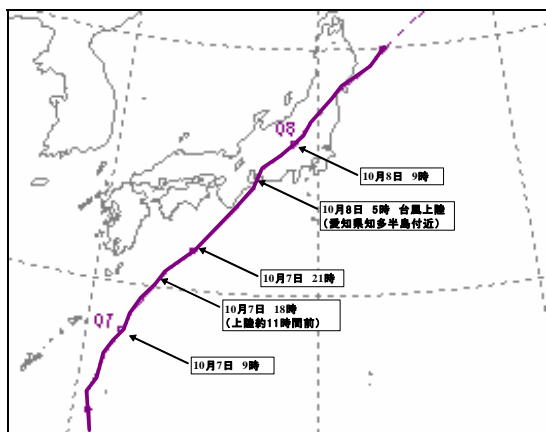 08
10月8日 9時
10月8日 5時 台風上陸
(愛知県知多半島付近)
10月7日 21時
10月7日 18時
(上陸約11時間前)
07
10月7日 9時